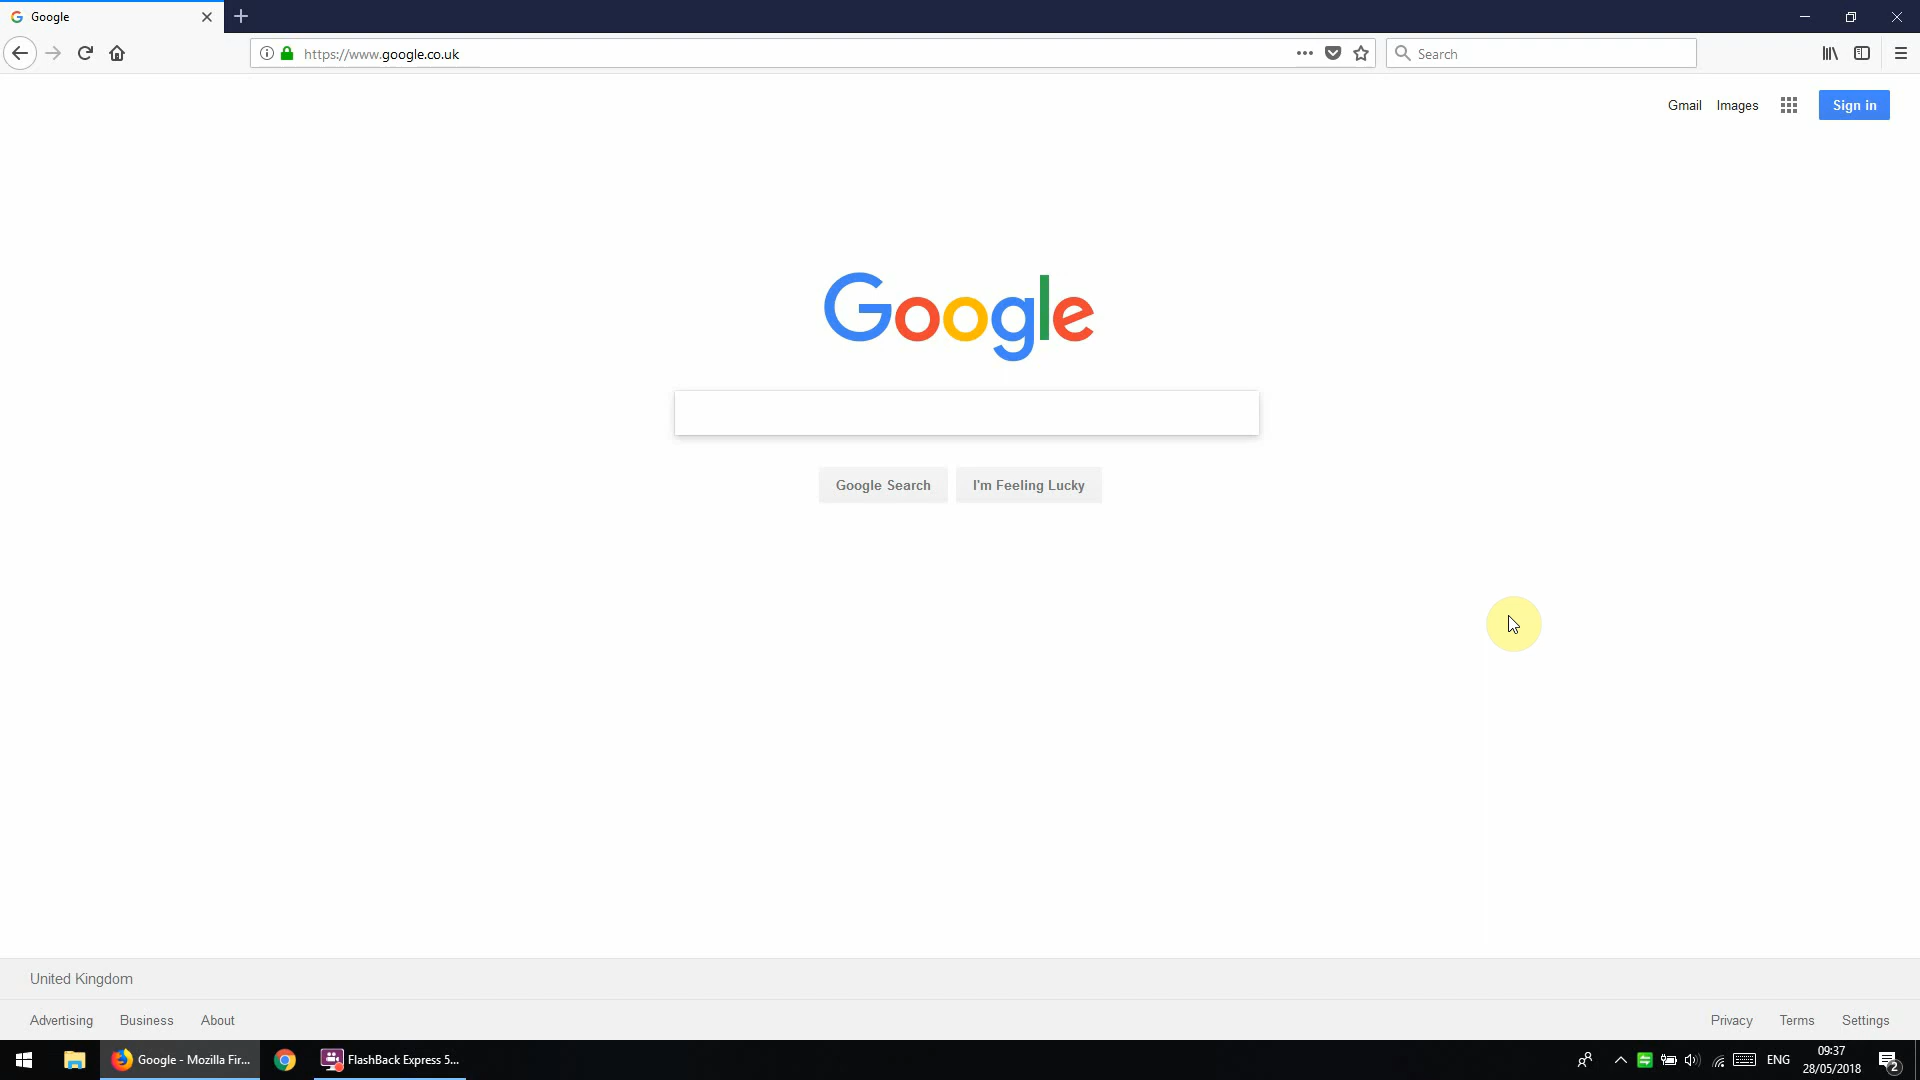 Google
https://www.google.co.uk
Search
Gmail Images Sign in
Google
Google Search I'm Feeling Lucky
United Kingdom
Advertising Business About Privacy Terms Settings
Google - Mozilla Fir... FlashBack Express 5... ENG 09:37
28/05/2018
2